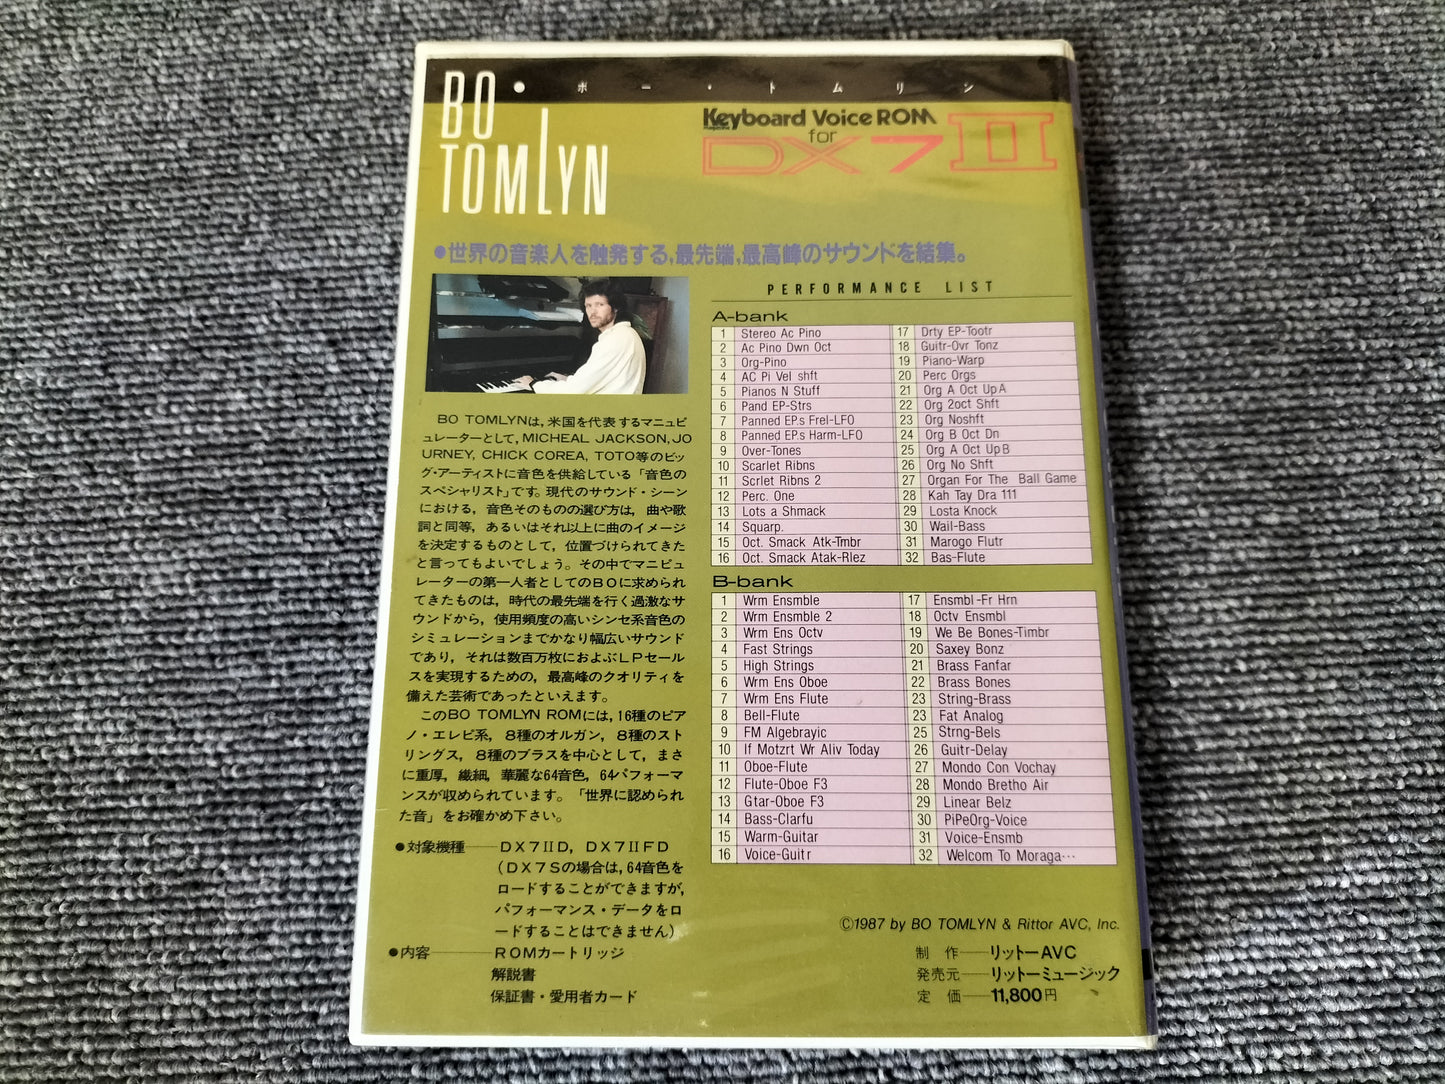 BO
TOMLYN
●ボー・トムリン
Keyboard Voice ROM
magazine
for
DX7II
●世界の音楽人を触発する,最先端,最高峰のサウンドを結集。
BO TOMLYNは,米国を代表するマニュピ
ュレーターとして,MICHEAL JACKSON,JO
URNEY, CHICK COREA, TOTO等のビッ
グ・アーティストに音色を供給している「音色の
スペシャリスト」です。現代のサウンド・シーン
における,音色そのものの選び方は,曲や歌
詞と同等,あるいはそれ以上に曲のイメージ
を決定するものとして,位置づけられてきた
と言ってもよいでしょう。その中でマニピュ
レーターの第一人者としてのBOに求められ
てきたものは,時代の最先端を行く過激なサ
ウンドから,使用頻度の高いシンセ系音色の
シミュレーションまでかなり幅広いサウンド
であり,それは数百万枚におよぶLPセール
スを実現するための,最高峰のクオリティを
備えた芸術であったといえます。
このBO TOMLYN ROMには,16種のピア
ノ・エレピ系,8種のオルガン,8種のスト
リングス,8種のブラスを中心として,まさ
に重厚,繊細,華麗な64音色,64パフォーマ
ンスが収められています。「世界に認められ
た音」をお確かめ下さい。
●対象機種――DX7IID, DX7IIFD
(DX7Sの場合は,64音色を
ロードすることができますが,
パフォーマンス・データをロ
ードすることはできません)
●内容――ROMカートリッジ
解説書
保証書・愛用者カード
PERFORMANCE LIST
A-bank
1 Stereo Ac Pino
2 Ac Pino Dwn Oct
3 Org-Pino
4 AC Pi Vel shft
5 Pianos N Stuff
6 Pand EP-Strs
7 Panned EP.s Frel-LFO
8 Panned EP.s Harm-LFO
9 Over-Tones
10 Scarlet Ribns
11 Scrlet Ribns 2
12 Perc. One
13 Lots a Shmack
14 Squarp.
15 Oct. Smack Atk-Tmbr
16 Oct. Smack Atak-Rlez
17 Drty EP-Tootr
18 Guitr-Ovr Tonz
19 Piano-Warp
20 Perc Orgs
21 Org A Oct Up A
22 Org 2oct Shft
23 Org Noshft
24 Org B Oct Dn
25 Org A Oct Up B
26 Org No Shft
27 Organ For The Ball Game
28 Kah Tay Dra 111
29 Losta Knock
30 Wail-Bass
31 Marogo Flutr
32 Bas-Flute
B-bank
1 Wrm Ensmble
2 Wrm Ensmble 2
3 Wrm Ens Octv
4 Fast Strings
5 High Strings
6 Wrm Ens Oboe
7 Wrm Ens Flute
8 Bell-Flute
9 FM Algebrayic
10 If Motzrt Wr Aliv Today
11 Oboe-Flute
12 Flute-Oboe F3
13 Gtar-Oboe F3
14 Bass-Clarfu
15 Warm-Guitar
16 Voice-Guitr
17 Ensmbl-Fr Hrn
18 Octv Ensmbl
19 We Be Bones-Timbr
20 Saxey Bonz
21 Brass Fanfar
22 Brass Bones
23 String-Brass
23 Fat Analog
25 Strng-Bels
26 Guitr-Delay
27 Mondo Con Vochay
28 Mondo Bretho Air
29 Linear Belz
30 PiPeOrg-Voice
31 Voice-Ensmb
32 Welcom To Moraga…
©1987 by BO TOMLYN & Rittor AVC, Inc.
制 作――リットーAVC
発売元――リットーミュージック
定 価――11,800円